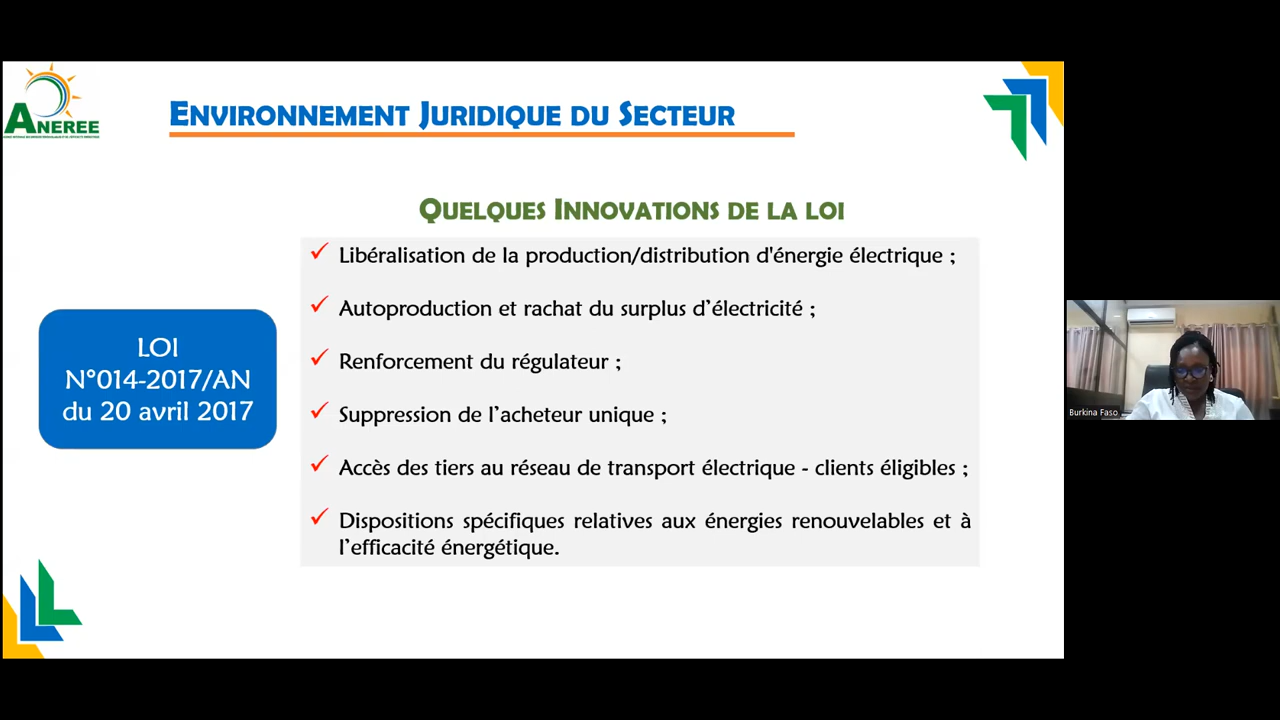 ANEREE
ENVIRONNEMENT JURIDIQUE DU SECTEUR
QUELQUES INNOVATIONS DE LA LOI
LOI
N°014-2017/AN
du 20 avril 2017
✓ Libéralisation de la production/distribution d'énergie électrique ;
✓ Autoproduction et rachat du surplus d’électricité ;
✓ Renforcement du régulateur ;
✓ Suppression de l’acheteur unique ;
✓ Accès des tiers au réseau de transport électrique - clients éligibles ;
✓ Dispositions spécifiques relatives aux énergies renouvelables et à
l’efficacité énergétique.
Burkina Faso